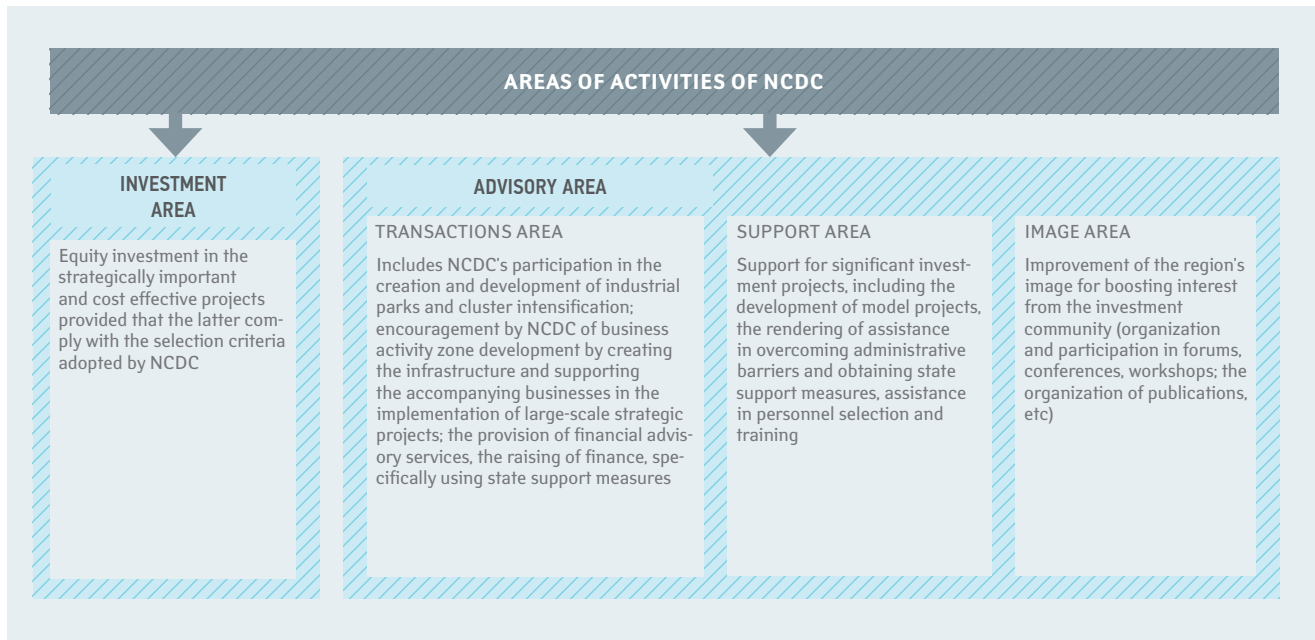 AREAS OF ACTIVITIES OF NCDC
INVESTMENT
AREA
Equity investment in the
strategically important
and cost effective projects
provided that the latter com-
ply with the selection criteria
adopted by NCDC
ADVISORY AREA
TRANSACTIONS AREA
Includes NCDC's participation in the
creation and development of industrial
parks and cluster intensification;
encouragement by NCDC of business
activity zone development by creating
the infrastructure and supporting
the accompanying businesses in the
implementation of large-scale strategic
projects; the provision of financial advis-
ory services, the raising of finance, spe-
cifically using state support measures
SUPPORT AREA
Support for significant invest-
ment projects, including the
development of model projects,
the rendering of assistance
in overcoming administrative
barriers and obtaining state
support measures, assistance
in personnel selection and
training
IMAGE AREA
Improvement of the region's
image for boosting interest
from the investment
community (organization
and participation in forums,
conferences, workshops; the
organization of publications,
etc)